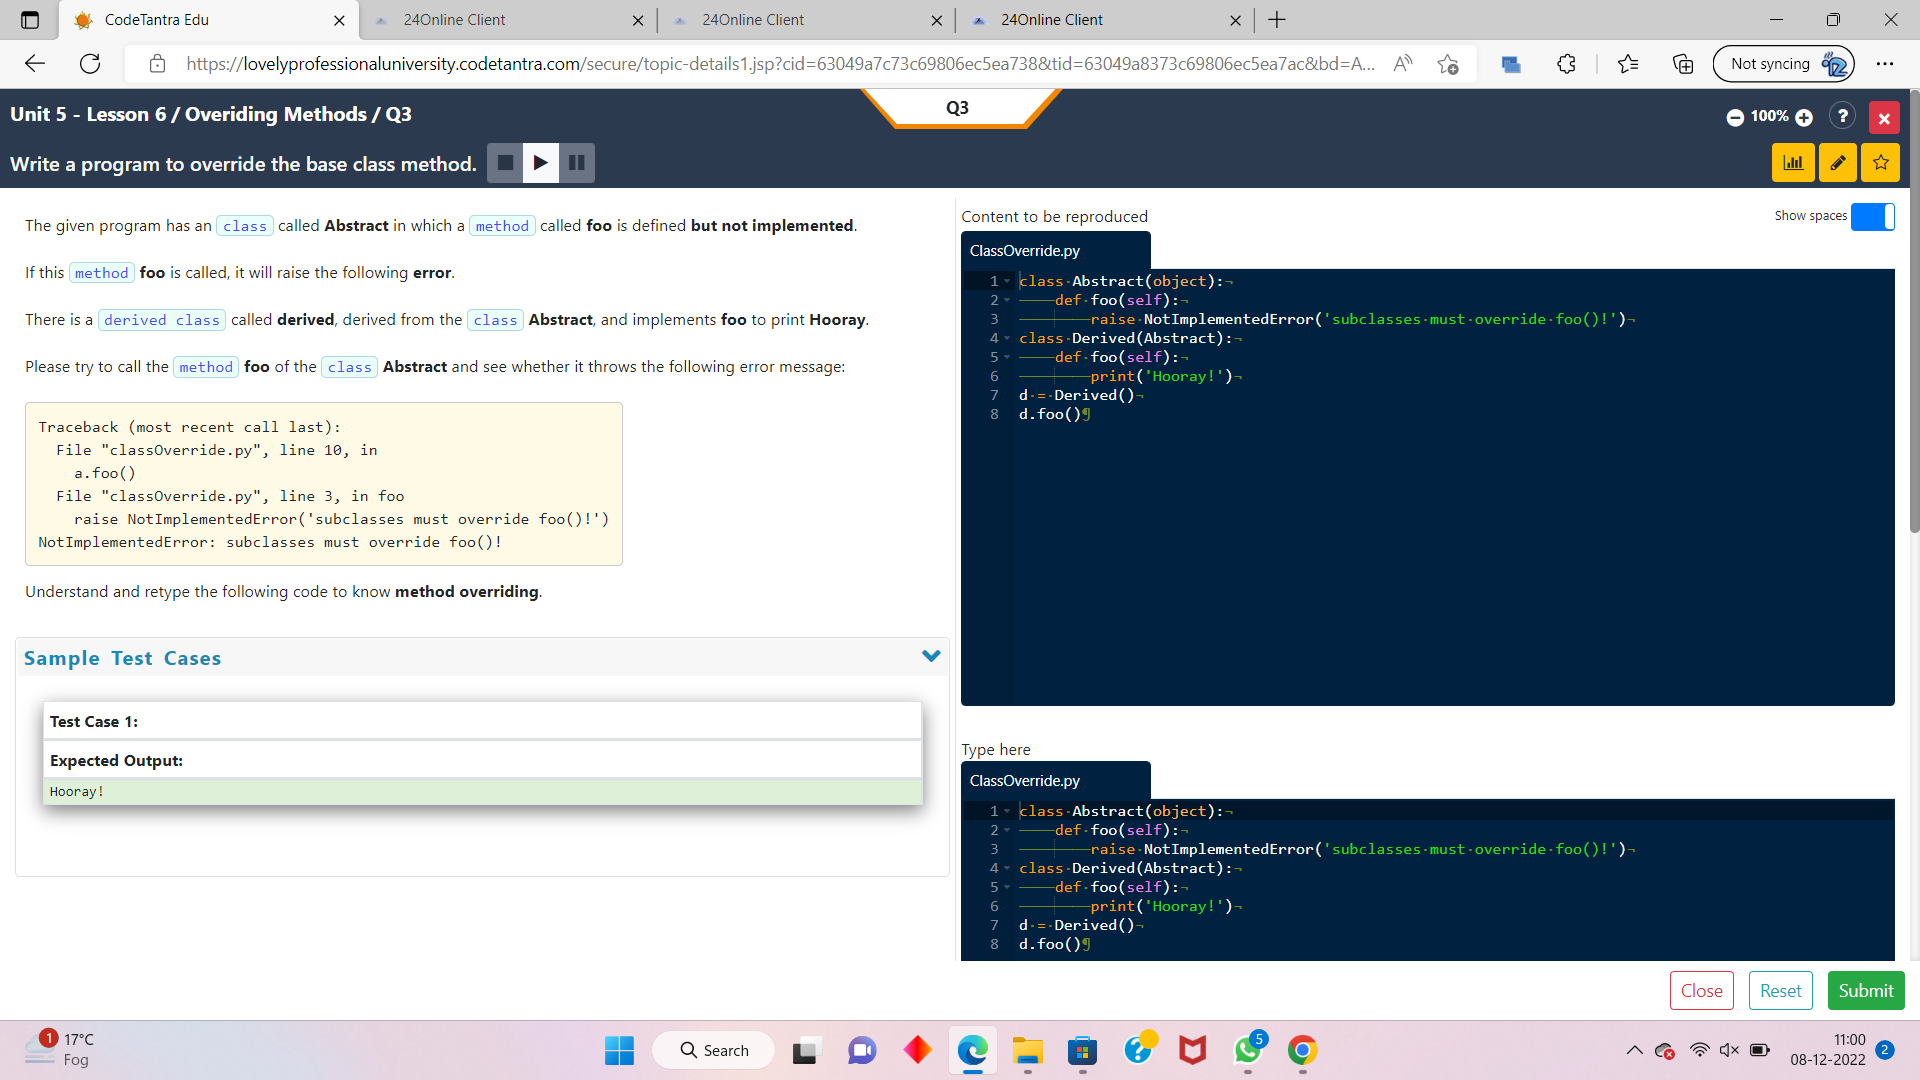 CodeTantra Edu
24Online Client
24Online Client
24Online Client
https://lovelyprofessionaluniversity.codetantra.com/secure/topic-details1.jsp?cid=63049a7c73c69806ec5ea738&tid=63049a8373c69806ec5ea7ac&bd=A...
Not syncing
Unit 5 - Lesson 6 / Overiding Methods / Q3
Q3
100%
?
Write a program to override the base class method.
The given program has an class called Abstract in which a method called foo is defined but not implemented.
If this method foo is called, it will raise the following error.
There is a derived class called derived, derived from the class Abstract, and implements foo to print Hooray.
Please try to call the method foo of the class Abstract and see whether it throws the following error message:
Traceback (most recent call last):
File "classOverride.py", line 10, in
a.foo()
File "classOverride.py", line 3, in foo
raise NotImplementedError('subclasses must override foo()!')
NotImplementedError: subclasses must override foo()!
Understand and retype the following code to know method overriding.
Sample Test Cases
Test Case 1:
Expected Output:
Hooray!
Content to be reproduced
Show spaces
ClassOverride.py
1 class·Abstract(object):¬
2 def·foo(self):¬
3 raise·NotImplementedError('subclasses·must·override·foo()!')¬
4 class·Derived(Abstract):¬
5 def·foo(self):¬
6 print('Hooray!')¬
7 d·=·Derived()¬
8 d.foo()¶
Type here
ClassOverride.py
1 class·Abstract(object):¬
2 def·foo(self):¬
3 raise·NotImplementedError('subclasses·must·override·foo()!')¬
4 class·Derived(Abstract):¬
5 def·foo(self):¬
6 print('Hooray!')¬
7 d·=·Derived()¬
8 d.foo()¶
Close
Reset
Submit
1
17°C
Fog
Search
5
11:00
08-12-2022
2